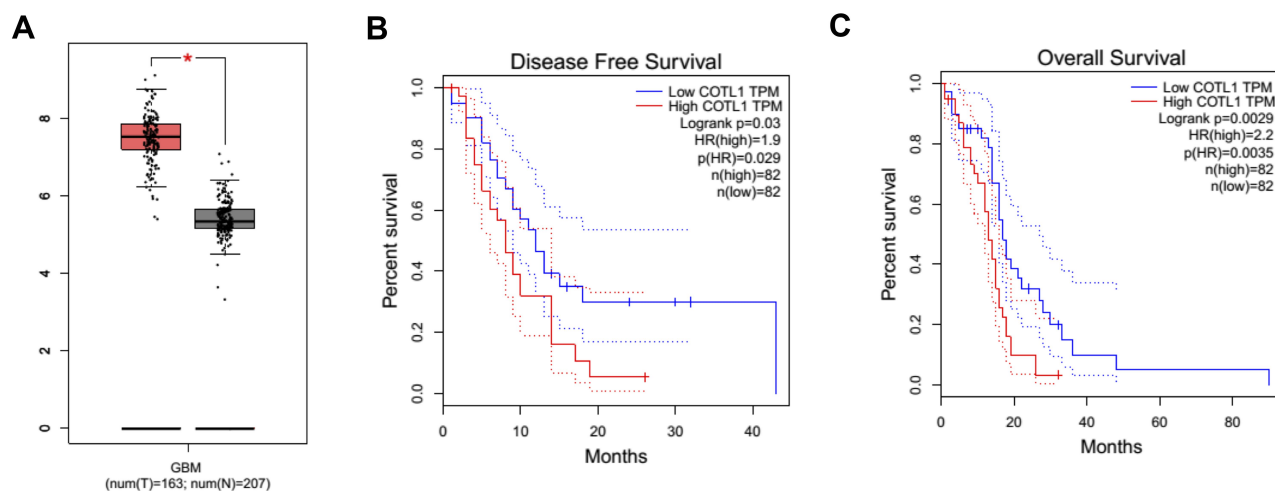 A
*
8
6
4
2
0
GBM
(num(T)=163; num(N)=207)
B
Disease Free Survival
Low COTL1 TPM
High COTL1 TPM
Logrank p=0.03
HR(high)=1.9
p(HR)=0.029
n(high)=82
n(low)=82
Percent survival
1.0
0.8
0.6
0.4
0.2
0.0
0 10 20 30 40
Months
C
Overall Survival
Low COTL1 TPM
High COTL1 TPM
Logrank p=0.0029
HR(high)=2.2
p(HR)=0.0035
n(high)=82
n(low)=82
Percent survival
1.0
0.8
0.6
0.4
0.2
0.0
0 20 40 60 80
Months